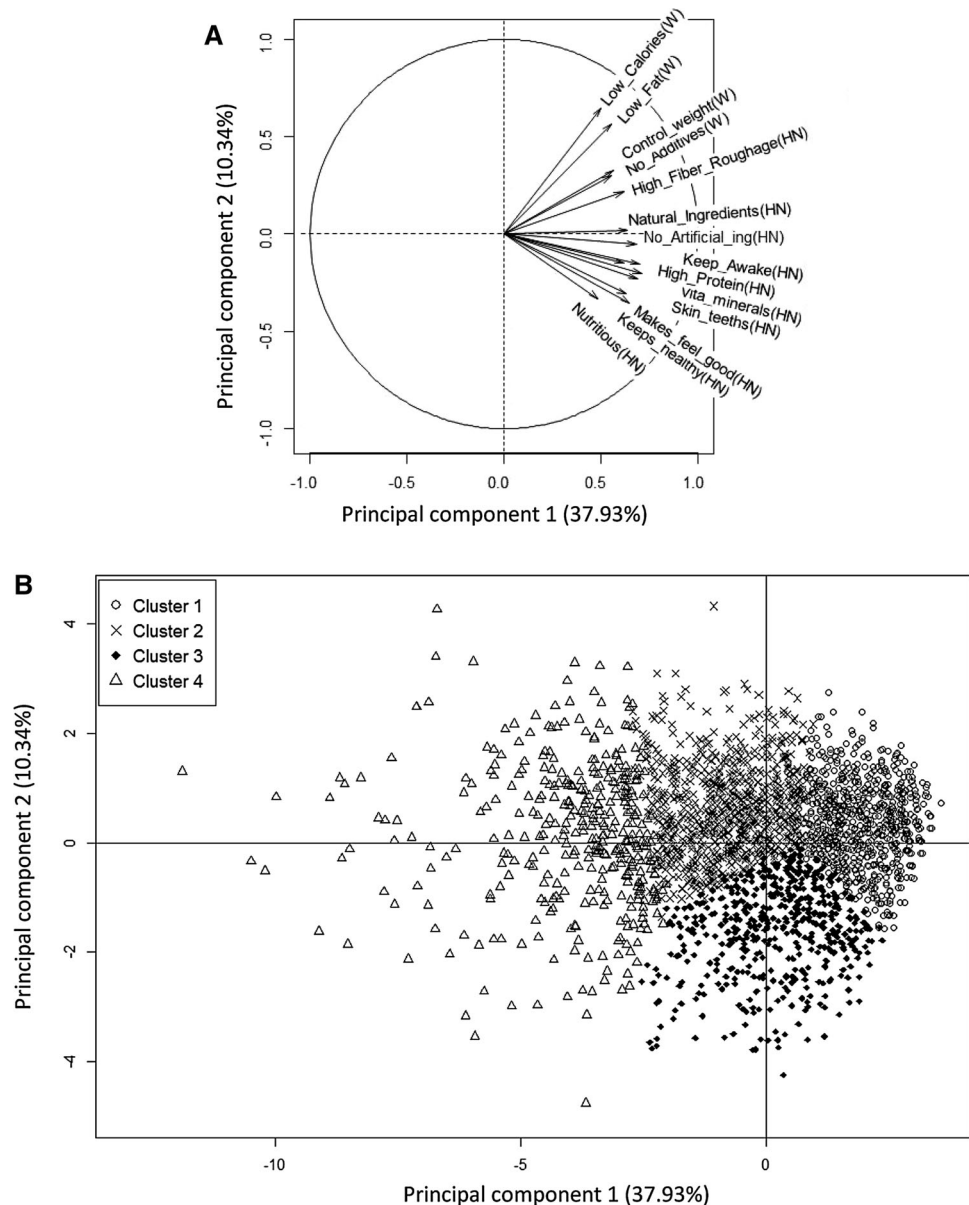 A
Low_Calories(W)
Low_Fat(W)
Control_weight(W)
No_Additives(W)
High_Fiber_Roughage(HN)
Natural_Ingredients(HN)
No_Artificial_ing(HN)
Keep_Awake(HN)
High_Protein(HN)
vita_minerals(HN)
Skin_teeths(HN)
Makes_feel_good(HN)
Keeps_healthy(HN)
Nutritious(HN)
Principal component 2 (10.34%)
1.0
0.5
0.0
-0.5
-1.0
-1.0 -0.5 0.0 0.5 1.0
Principal component 1 (37.93%)
B
Cluster 1
Cluster 2
Cluster 3
Cluster 4
Principal component 2 (10.34%)
4
2
0
-2
-4
-10 -5 0
Principal component 1 (37.93%)